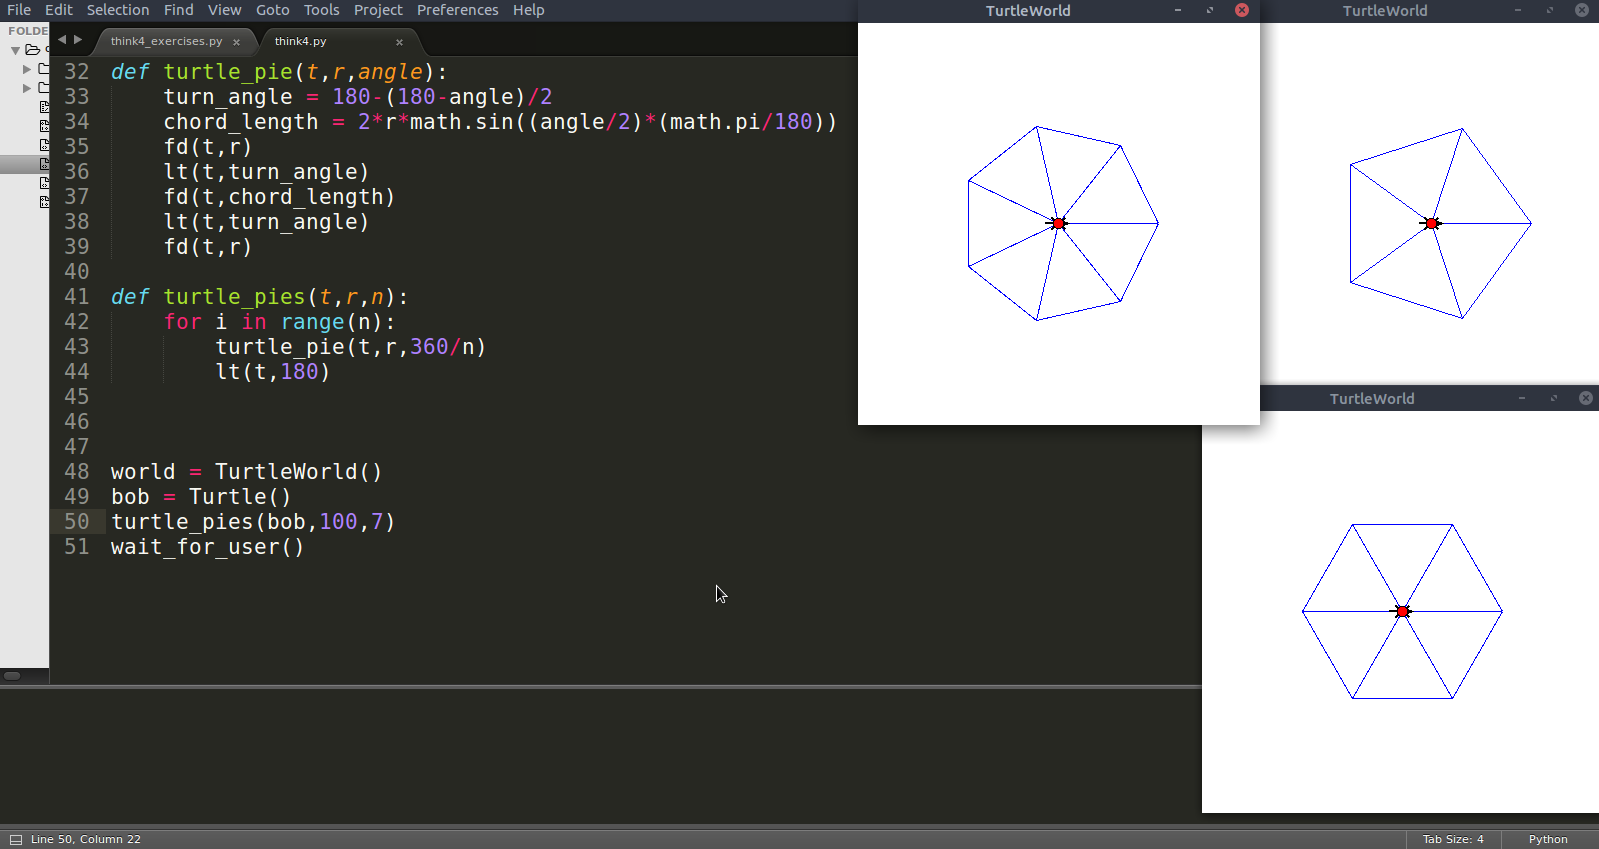 File Edit Selection Find View Goto Tools Project Preferences Help
TurtleWorld
TurtleWorld
FOLDE
think4_exercises.py
think4.py
32 def turtle_pie(t,r,angle):
33     turn_angle = 180-(180-angle)/2
34     chord_length = 2*r*math.sin((angle/2)*(math.pi/180))
35     fd(t,r)
36     lt(t,turn_angle)
37     fd(t,chord_length)
38     lt(t,turn_angle)
39     fd(t,r)
40
41 def turtle_pies(t,r,n):
42     for i in range(n):
43         turtle_pie(t,r,360/n)
44         lt(t,180)
45
46
47
48 world = TurtleWorld()
49 bob = Turtle()
50 turtle_pies(bob,100,7)
51 wait_for_user()
TurtleWorld
Line 50, Column 22
Tab Size: 4
Python